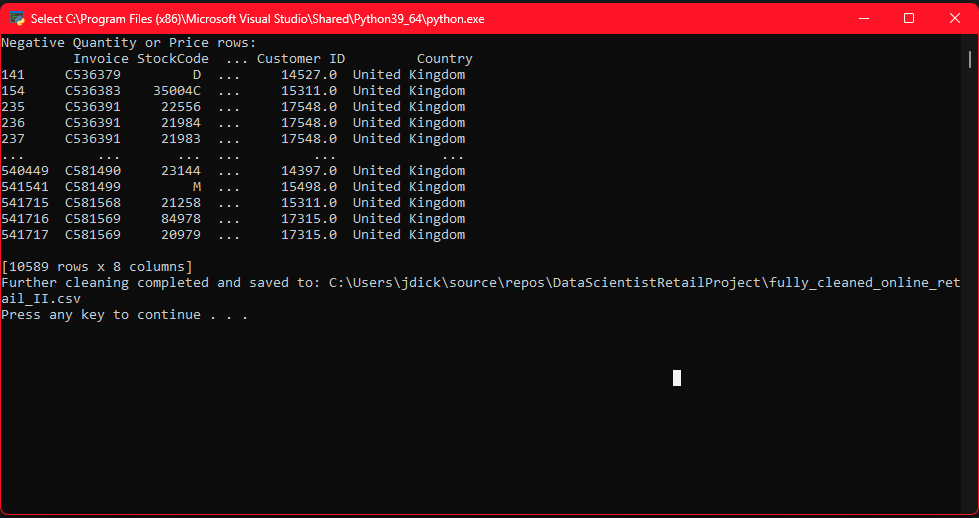 Select C:\Program Files (x86)\Microsoft Visual Studio\Shared\Python39_64\python.exe
Negative Quantity or Price rows:
         Invoice StockCode  ... Customer ID         Country
141     C536379         D  ...     14527.0  United Kingdom
154     C536383    35004C  ...     15311.0  United Kingdom
235     C536391     22556  ...     17548.0  United Kingdom
236     C536391     21984  ...     17548.0  United Kingdom
237     C536391     21983  ...     17548.0  United Kingdom
...         ...       ...  ...         ...             ...
540449  C581490     23144  ...     14397.0  United Kingdom
541541  C581499         M  ...     15498.0  United Kingdom
541715  C581568     21258  ...     15311.0  United Kingdom
541716  C581569     84978  ...     17315.0  United Kingdom
541717  C581569     20979  ...     17315.0  United Kingdom
[10589 rows x 8 columns]
Further cleaning completed and saved to: C:\Users\jdick\source\repos\DataScientistRetailProject\fully_cleaned_online_ret
ail_II.csv
Press any key to continue . . .